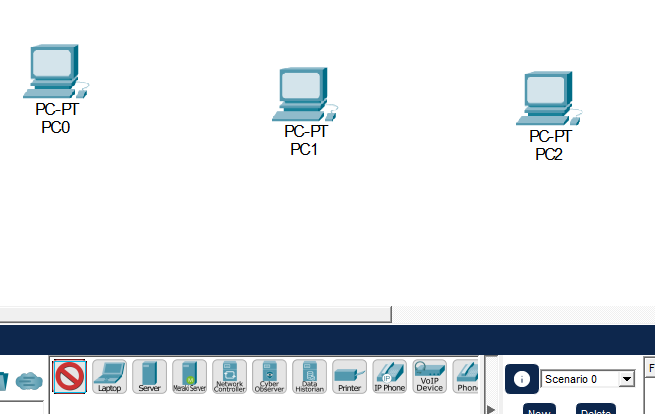 PC-PT
PC0
PC-PT
PC1
PC-PT
PC2
Laptop
Server
Meraki Server
Network
Controller
Cyber
Observer
Data
Historian
Printer
IP Phone
VoIP
Device
Phon
Scenario 0
F
New
Delete